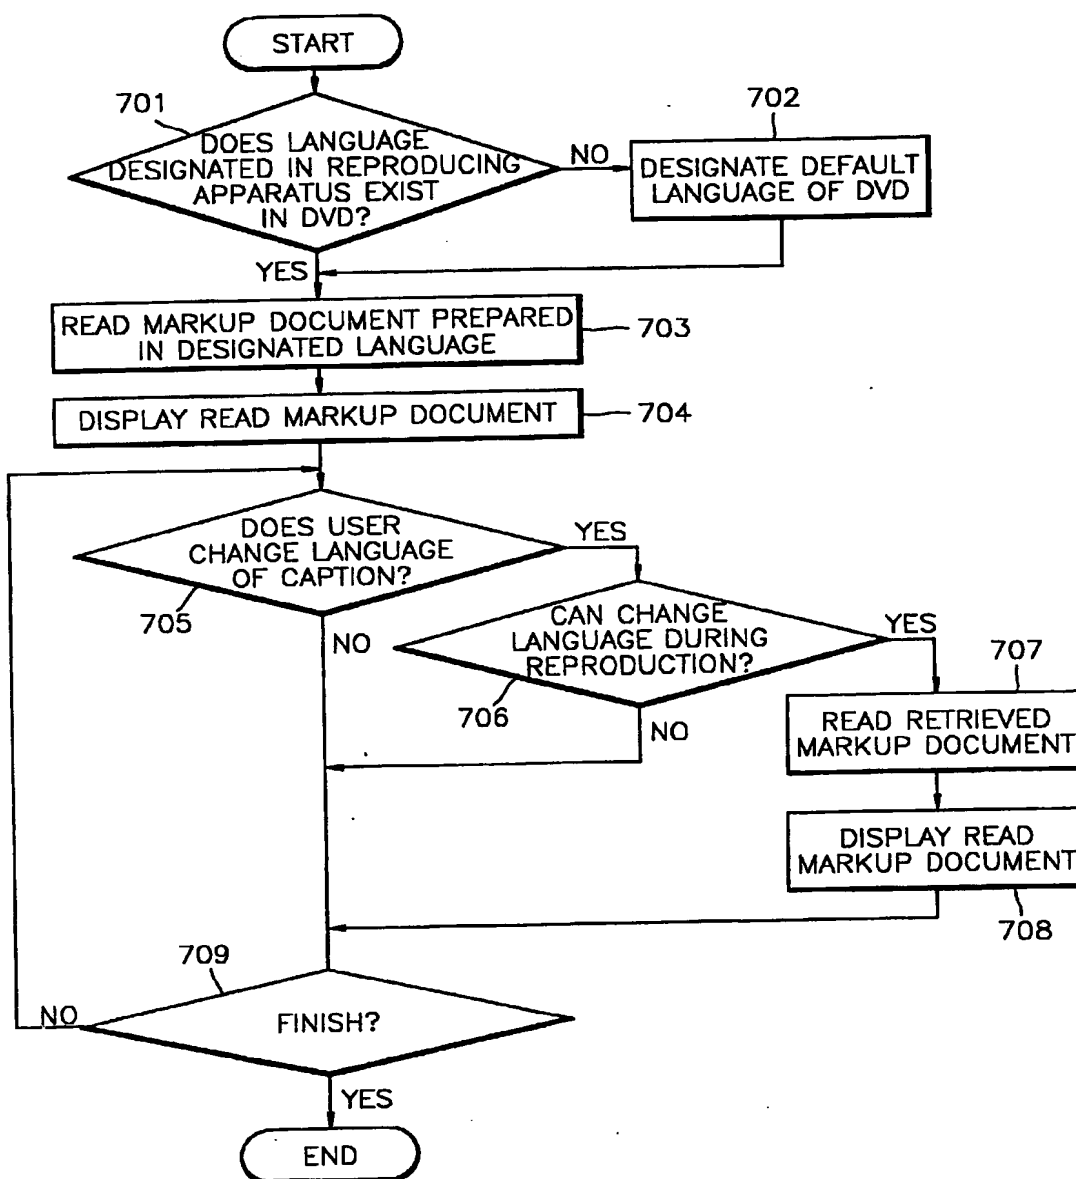 START
701
DOES LANGUAGE
DESIGNATED IN REPRODUCING
APPARATUS EXIST
IN DVD?
NO
702
DESIGNATE DEFAULT
LANGUAGE OF DVD
YES
READ MARKUP DOCUMENT PREPARED
IN DESIGNATED LANGUAGE
703
DISPLAY READ MARKUP DOCUMENT
704
DOES USER
CHANGE LANGUAGE
OF CAPTION?
705
YES
NO
CAN CHANGE
LANGUAGE DURING
REPRODUCTION?
706
YES
NO
707
READ RETRIEVED
MARKUP DOCUMENT
DISPLAY READ
MARKUP DOCUMENT
708
709
FINISH?
NO
YES
END